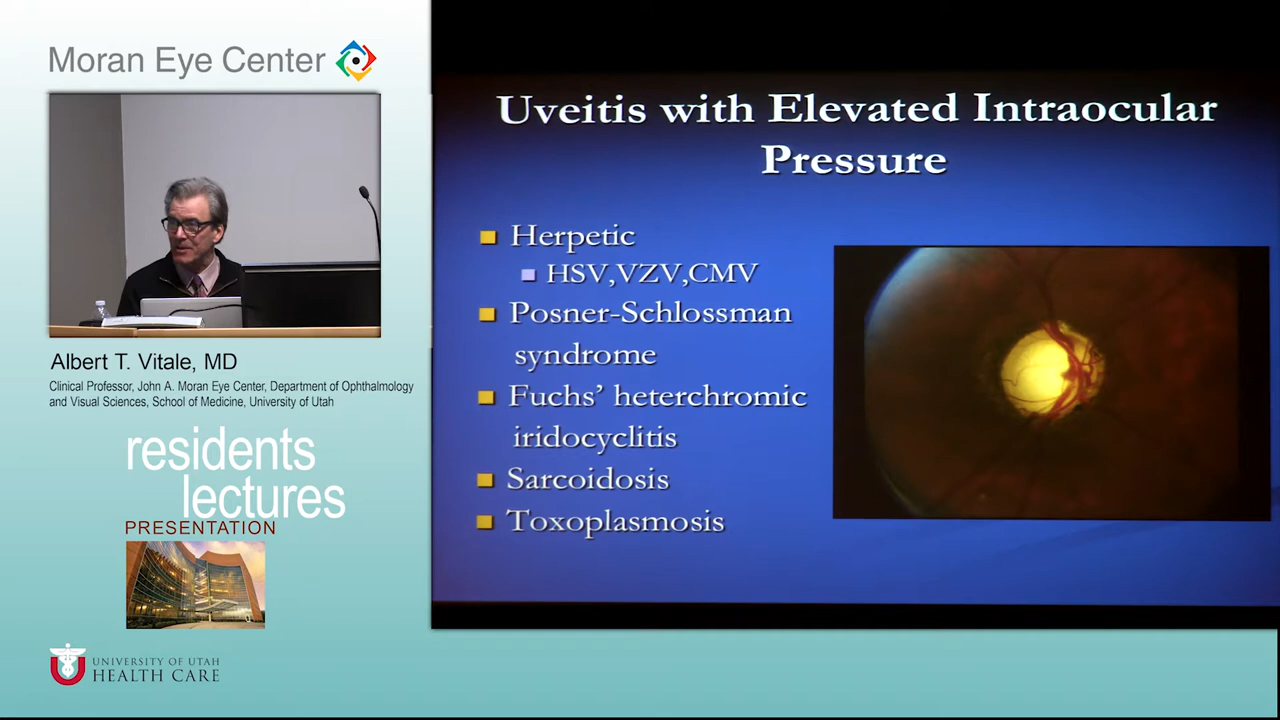 Moran Eye Center
Albert T. Vitale, MD
Clinical Professor, John A. Moran Eye Center, Department of Ophthalmology
and Visual Sciences, School of Medicine, University of Utah
residents
lectures
PRESENTATION
UNIVERSITY OF UTAH
HEALTH CARE
Uveitis with Elevated Intraocular
Pressure
Herpetic
HSV,VZV,CMV
Posner-Schlossman
syndrome
Fuchs' heterchromic
iridocyclitis
Sarcoidosis
Toxoplasmosis